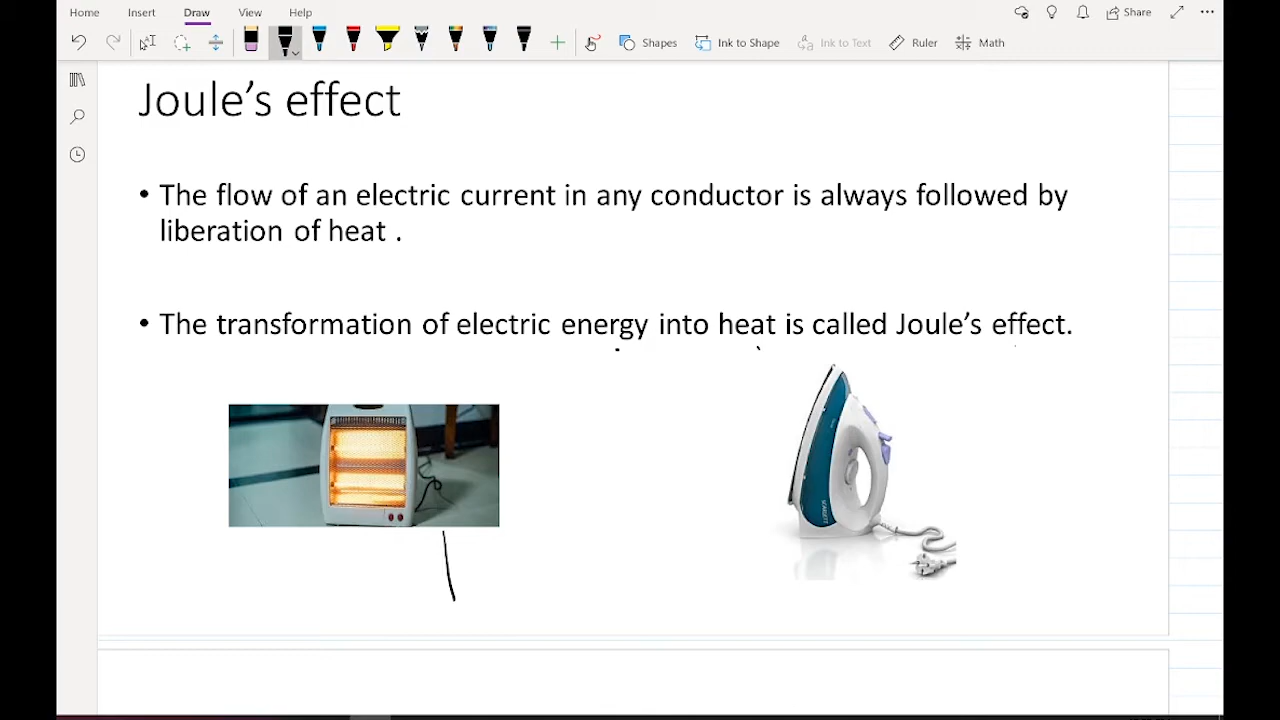 Home Insert Draw View Help Share
Shapes Ink to Shape Ink to Text Ruler Math
Joule’s effect
• The flow of an electric current in any conductor is always followed by
liberation of heat .
• The transformation of electric energy into heat is called Joule’s effect.
SCARLETT